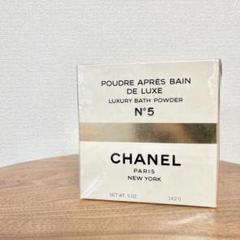 POUDRE APRÈS BAIN
DE LUXE
LUXURY BATH POWDER
N°5
CHANEL
PARIS
NEW YORK
NET WT. 5 OZ. 142 G